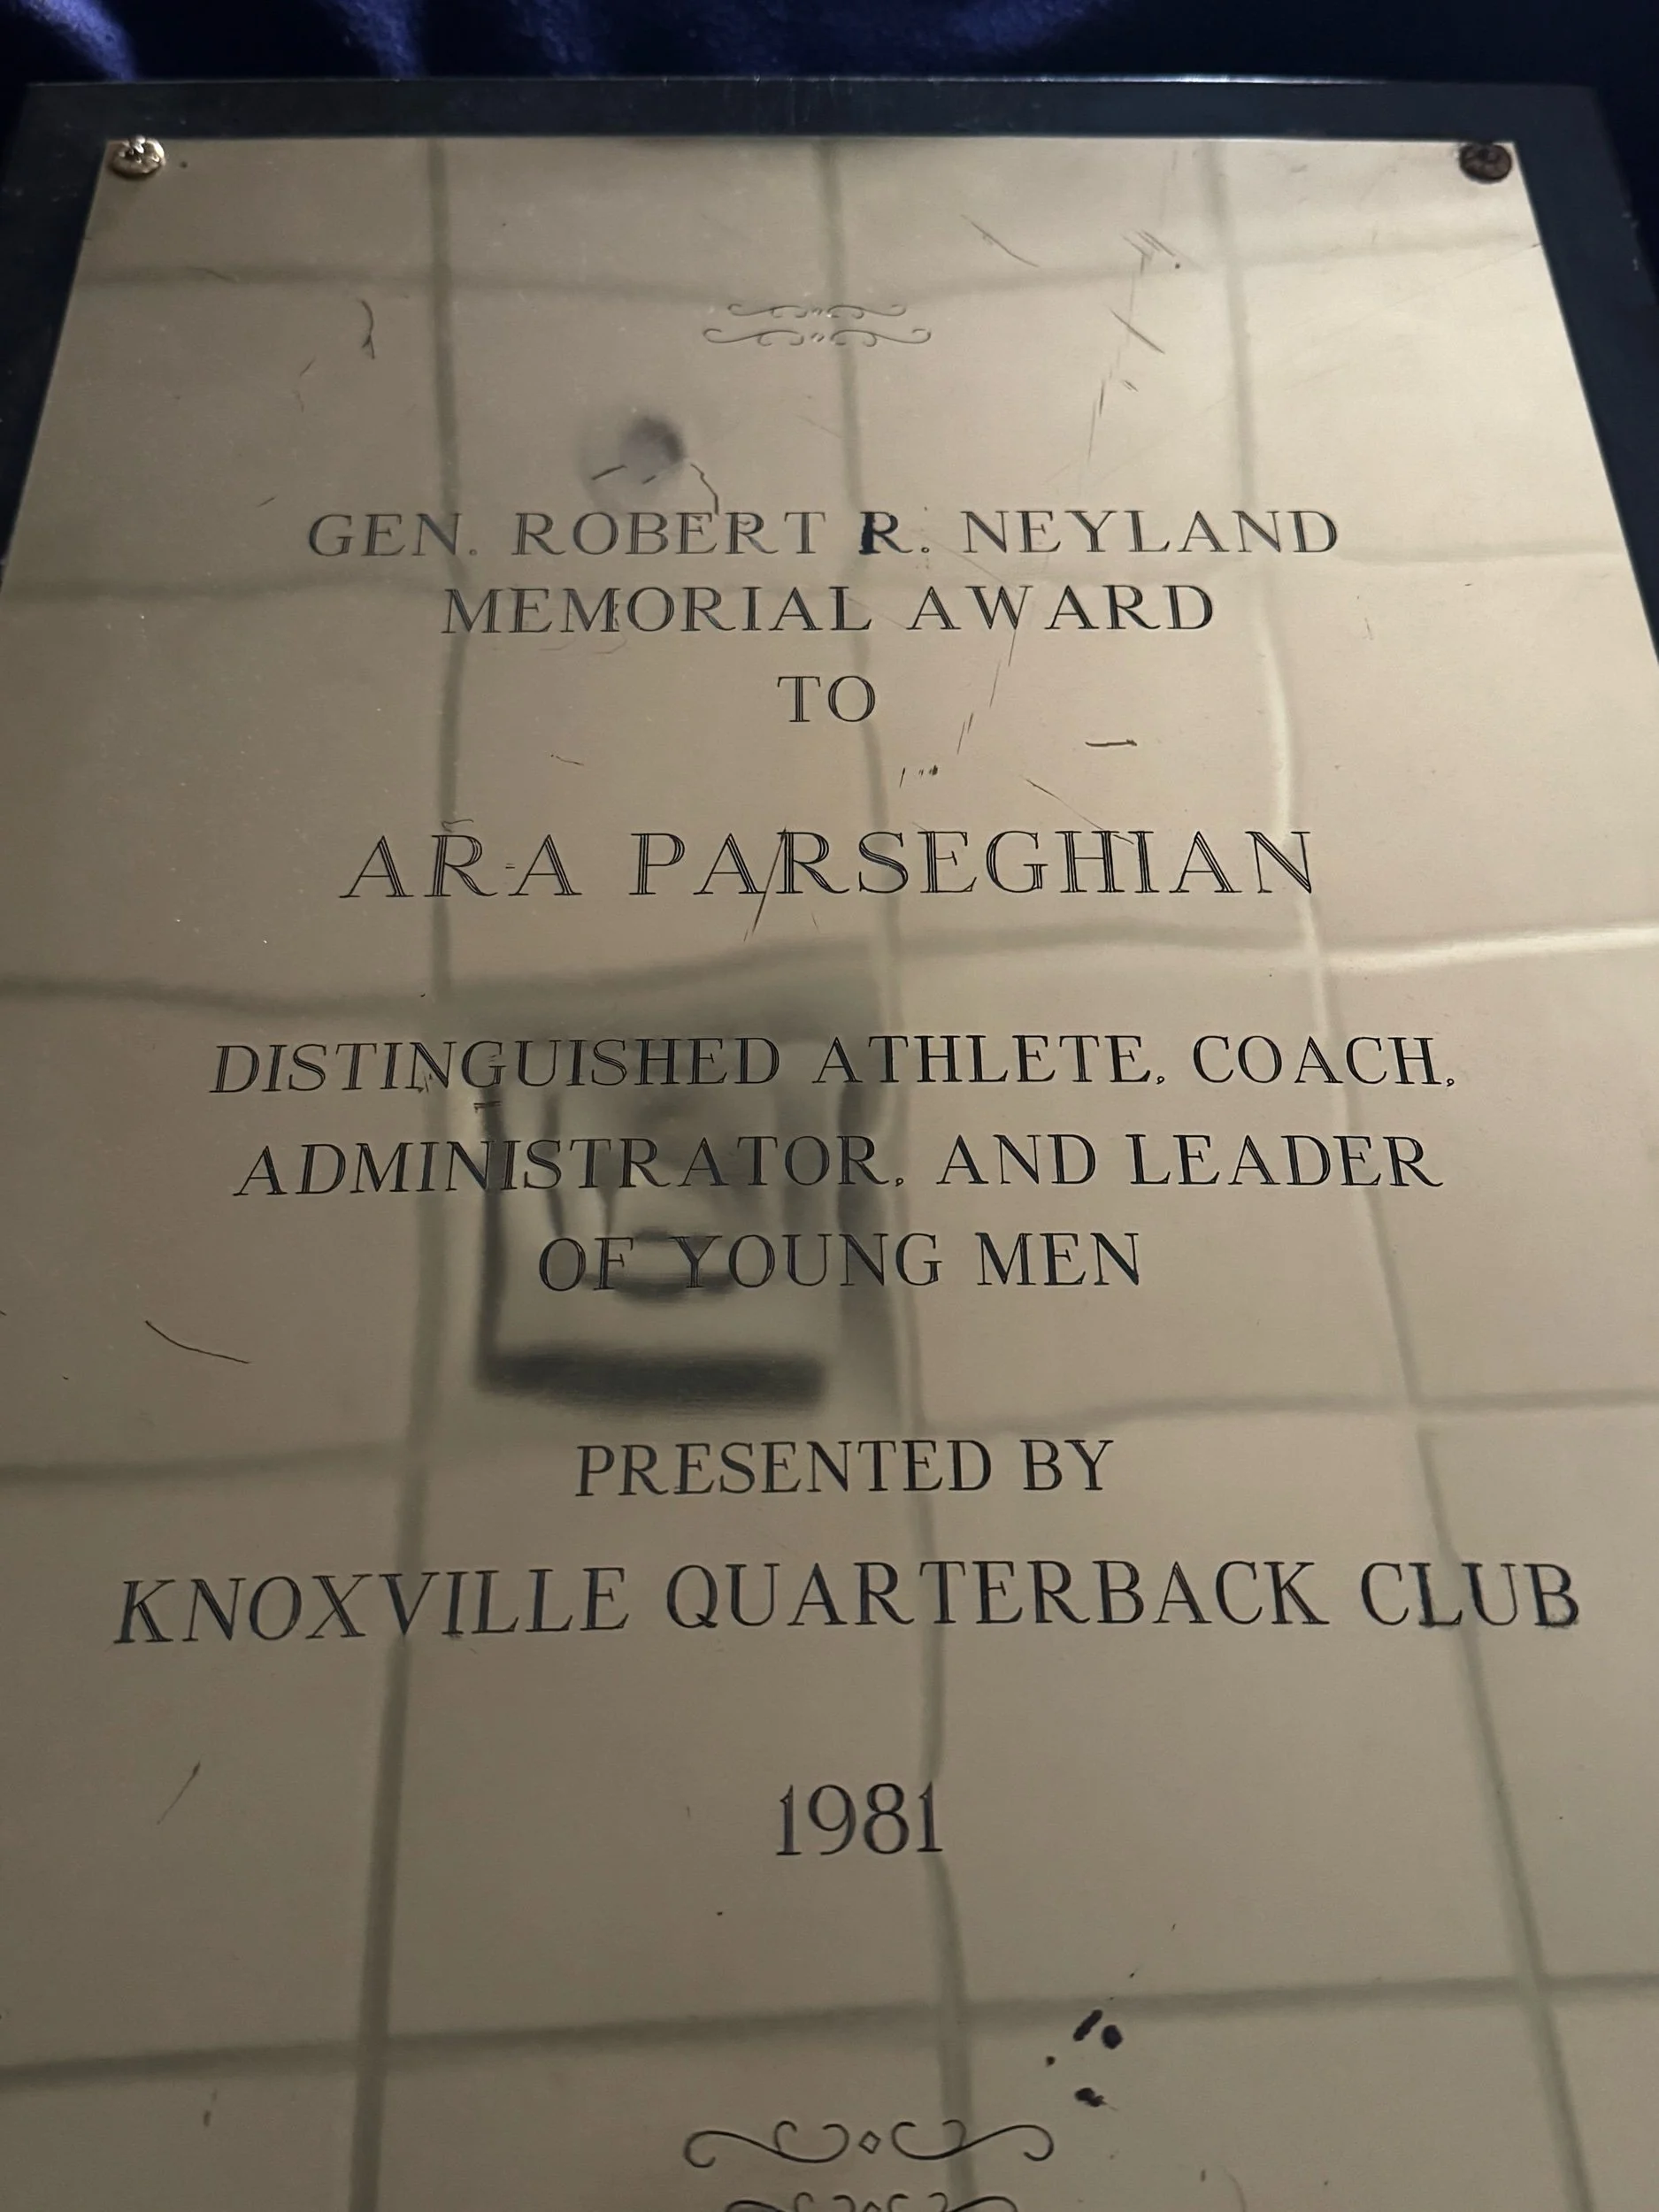 GEN. ROBERT R. NEYLAND
MEMORIAL AWARD
TO
ARA PARSEGHIAN
DISTINGUISHED ATHLETE, COACH,
ADMINISTRATOR, AND LEADER
OF YOUNG MEN
PRESENTED BY
KNOXVILLE QUARTERBACK CLUB
1981